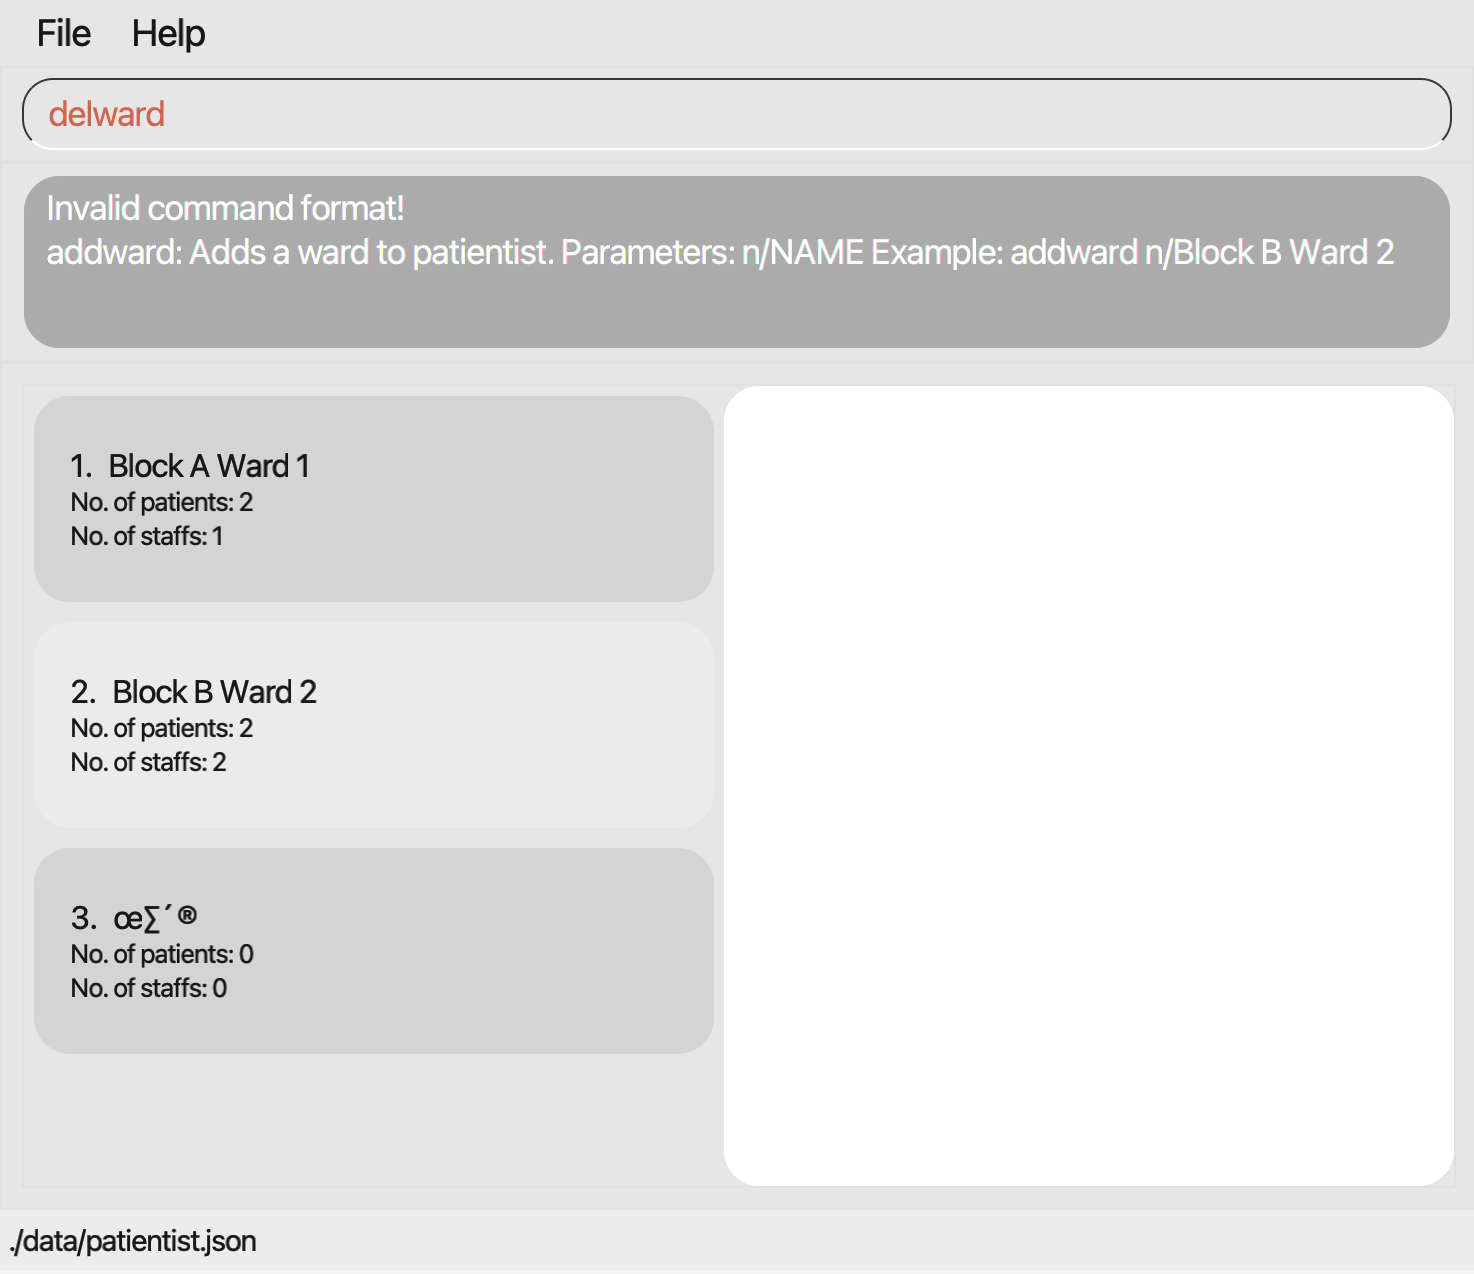 File Help
delward
Invalid command format!
addward: Adds a ward to patientist. Parameters: n/NAME Example: addward n/Block B Ward 2
1. Block A Ward 1
No. of patients: 2
No. of staffs: 1
2. Block B Ward 2
No. of patients: 2
No. of staffs: 2
3. œ∑´®
No. of patients: 0
No. of staffs: 0
./data/patientist.json